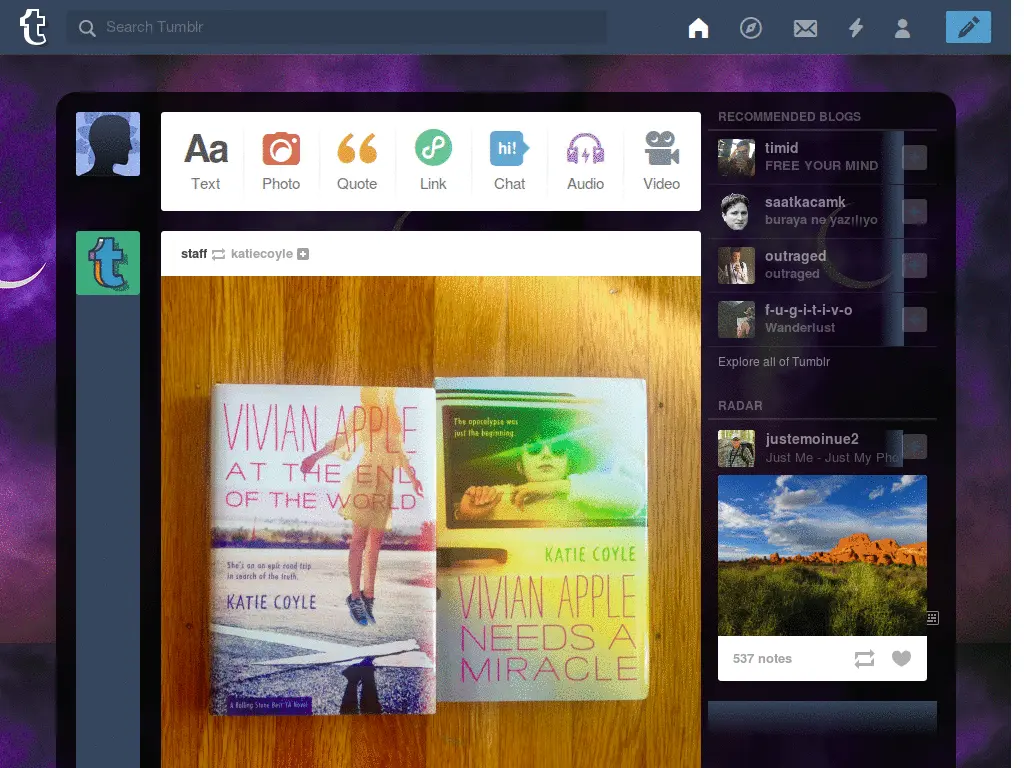 Search Tumblr
Aa
Text
Photo
Quote
Link
hi!
Chat
Audio
Video
staff katiecoyle
VIVIAN APPLE
AT THE END
OF THE WORLD
She's on an epic road trip
in search of the truth.
KATIE COYLE
A Rolling Stone Best YA Novel
The apocalypse was
just the beginning.
KATIE COYLE
VIVIAN APPLE
NEEDS A
MIRACLE
RECOMMENDED BLOGS
timid
FREE YOUR MIND
saatkacamk
buraya ne yazılıyo
outraged
outraged
f-u-g-i-t-i-v-o
Wanderlust
Explore all of Tumblr
RADAR
justemoinue2
Just Me - Just My Pho
537 notes